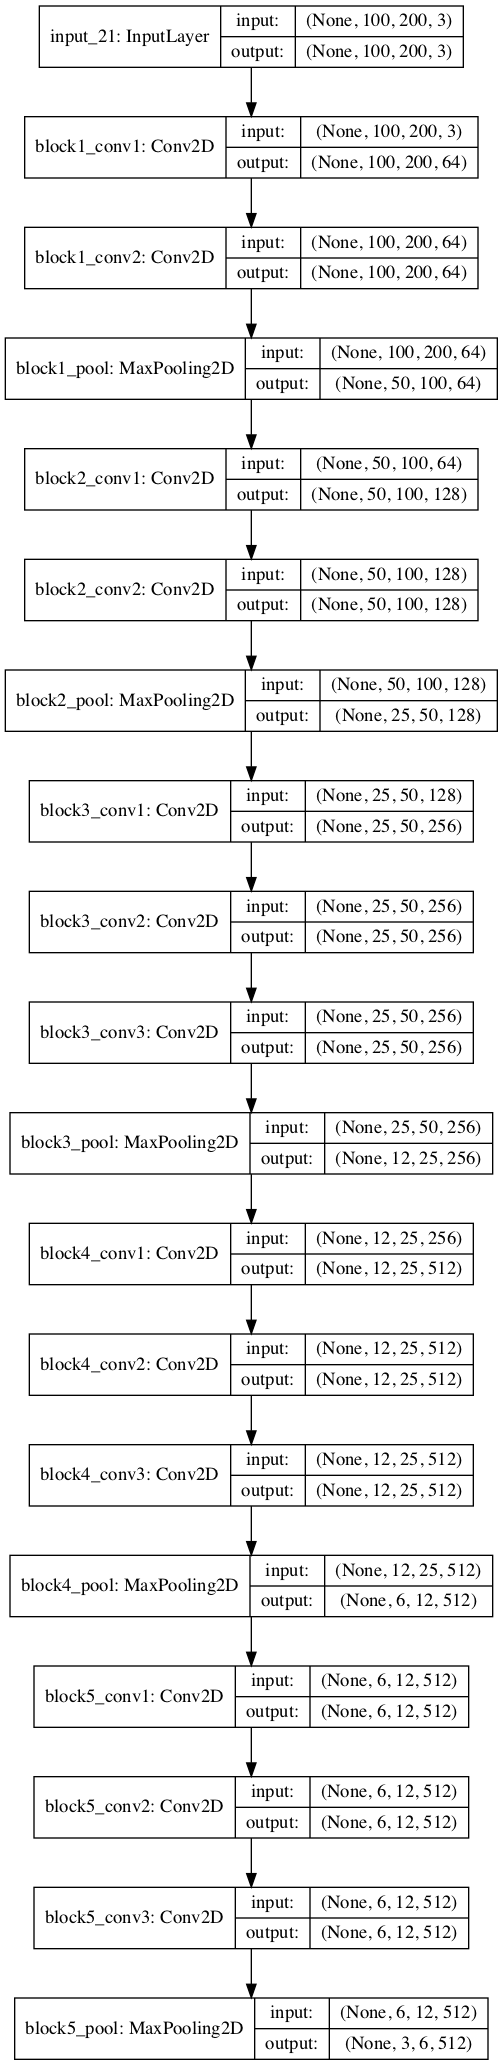 input_21: InputLayer
input: (None, 100, 200, 3)
output: (None, 100, 200, 3)
block1_conv1: Conv2D
input: (None, 100, 200, 3)
output: (None, 100, 200, 64)
block1_conv2: Conv2D
input: (None, 100, 200, 64)
output: (None, 100, 200, 64)
block1_pool: MaxPooling2D
input: (None, 100, 200, 64)
output: (None, 50, 100, 64)
block2_conv1: Conv2D
input: (None, 50, 100, 64)
output: (None, 50, 100, 128)
block2_conv2: Conv2D
input: (None, 50, 100, 128)
output: (None, 50, 100, 128)
block2_pool: MaxPooling2D
input: (None, 50, 100, 128)
output: (None, 25, 50, 128)
block3_conv1: Conv2D
input: (None, 25, 50, 128)
output: (None, 25, 50, 256)
block3_conv2: Conv2D
input: (None, 25, 50, 256)
output: (None, 25, 50, 256)
block3_conv3: Conv2D
input: (None, 25, 50, 256)
output: (None, 25, 50, 256)
block3_pool: MaxPooling2D
input: (None, 25, 50, 256)
output: (None, 12, 25, 256)
block4_conv1: Conv2D
input: (None, 12, 25, 256)
output: (None, 12, 25, 512)
block4_conv2: Conv2D
input: (None, 12, 25, 512)
output: (None, 12, 25, 512)
block4_conv3: Conv2D
input: (None, 12, 25, 512)
output: (None, 12, 25, 512)
block4_pool: MaxPooling2D
input: (None, 12, 25, 512)
output: (None, 6, 12, 512)
block5_conv1: Conv2D
input: (None, 6, 12, 512)
output: (None, 6, 12, 512)
block5_conv2: Conv2D
input: (None, 6, 12, 512)
output: (None, 6, 12, 512)
block5_conv3: Conv2D
input: (None, 6, 12, 512)
output: (None, 6, 12, 512)
block5_pool: MaxPooling2D
input: (None, 6, 12, 512)
output: (None, 3, 6, 512)